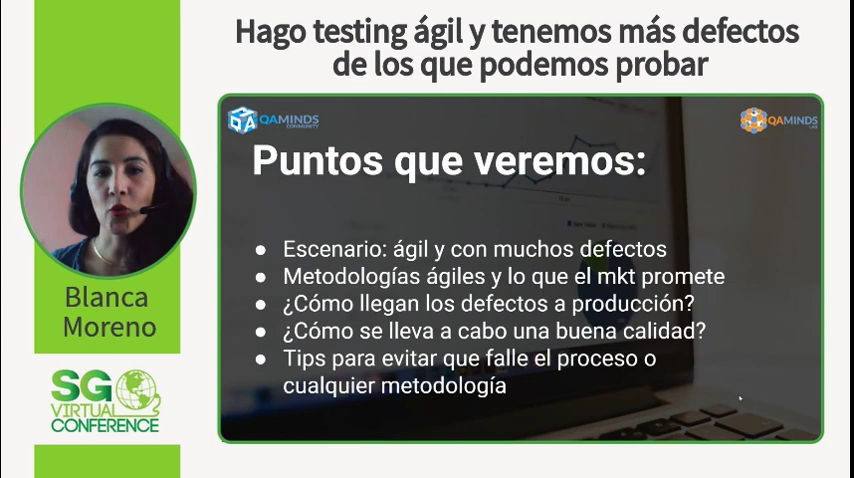 Hago testing ágil y tenemos más defectos
de los que podemos probar
QAMINDS
COMMUNITY
QAMINDS
LAB
Puntos que veremos:
● Escenario: ágil y con muchos defectos
● Metodologías ágiles y lo que el mkt promete
● ¿Cómo llegan los defectos a producción?
● ¿Cómo se lleva a cabo una buena calidad?
● Tips para evitar que falle el proceso o
cualquier metodología
Blanca
Moreno
SG
VIRTUAL
CONFERENCE